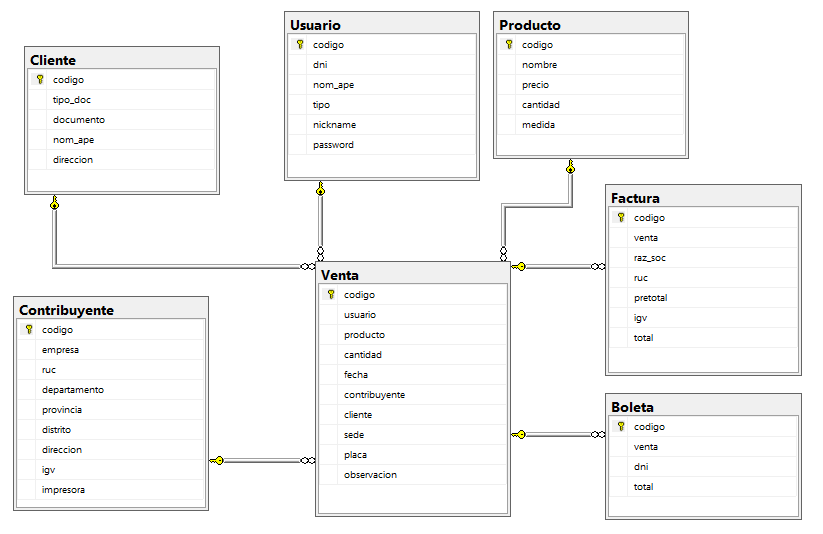 Cliente
codigo
tipo_doc
documento
nom_ape
direccion
Usuario
codigo
dni
nom_ape
tipo
nickname
password
Producto
codigo
nombre
precio
cantidad
medida
Factura
codigo
venta
raz_soc
ruc
pretotal
igv
total
Venta
codigo
usuario
producto
cantidad
fecha
contribuyente
cliente
sede
placa
observacion
Contribuyente
codigo
empresa
ruc
departamento
provincia
distrito
direccion
igv
impresora
Boleta
codigo
venta
dni
total